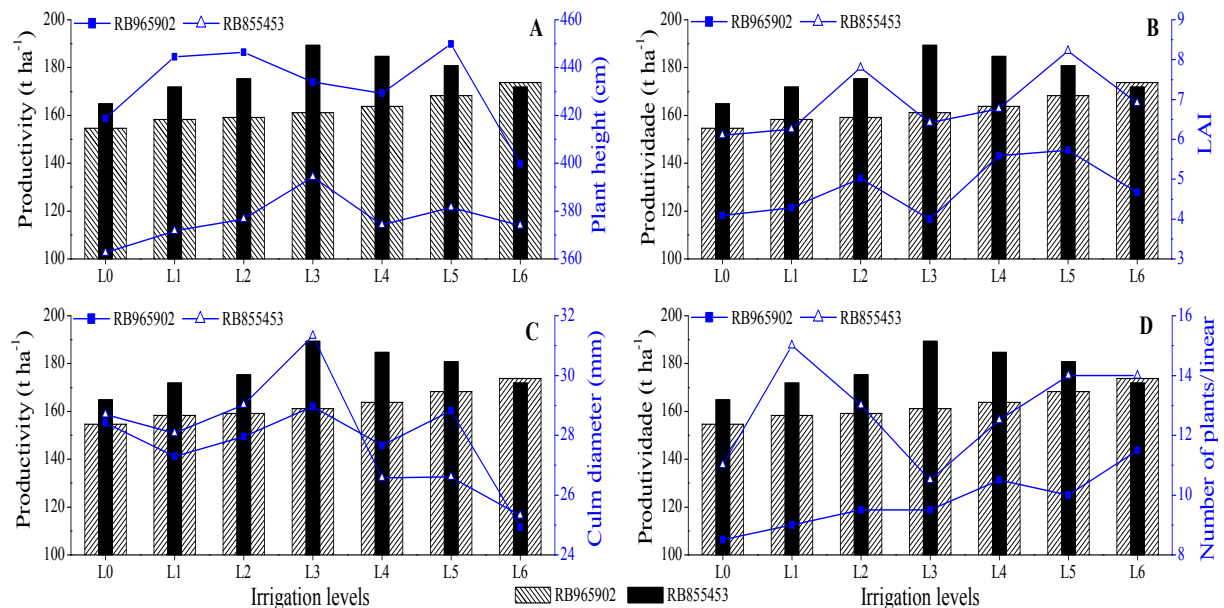 RB965902 RB855453
A
Productivity (t ha⁻¹)
200
180
160
140
120
100
460
440
420
400
380
360
Plant height (cm)
L0 L1 L2 L3 L4 L5 L6
RB965902 RB855453
B
Produtividade (t ha⁻¹)
200
180
160
140
120
100
9
8
7
6
5
4
3
LAI
L0 L1 L2 L3 L4 L5 L6
RB965902 RB855453
C
Productivity (t ha⁻¹)
200
180
160
140
120
100
32
30
28
26
24
Culm diameter (mm)
L0 L1 L2 L3 L4 L5 L6
Irrigation levels
RB965902 RB855453
D
Produtividade (t ha⁻¹)
200
180
160
140
120
100
16
14
12
10
8
Number of plants/linear
L0 L1 L2 L3 L4 L5 L6
Irrigation levels
RB965902 RB855453